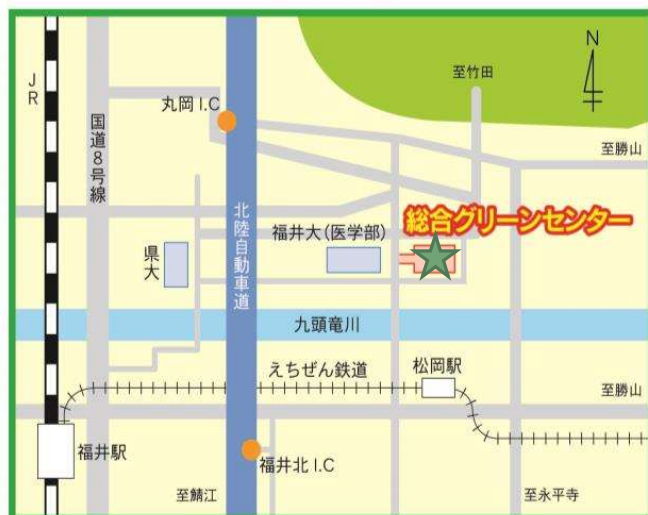 N
至竹田
JR
丸岡I.C
国道8号線
至勝山
総合グリーンセンター
北陸自動車道
福井大(医学部)
県大
九頭竜川
えちぜん鉄道
松岡駅
至勝山
福井駅
福井北I.C
至鯖江
至永平寺